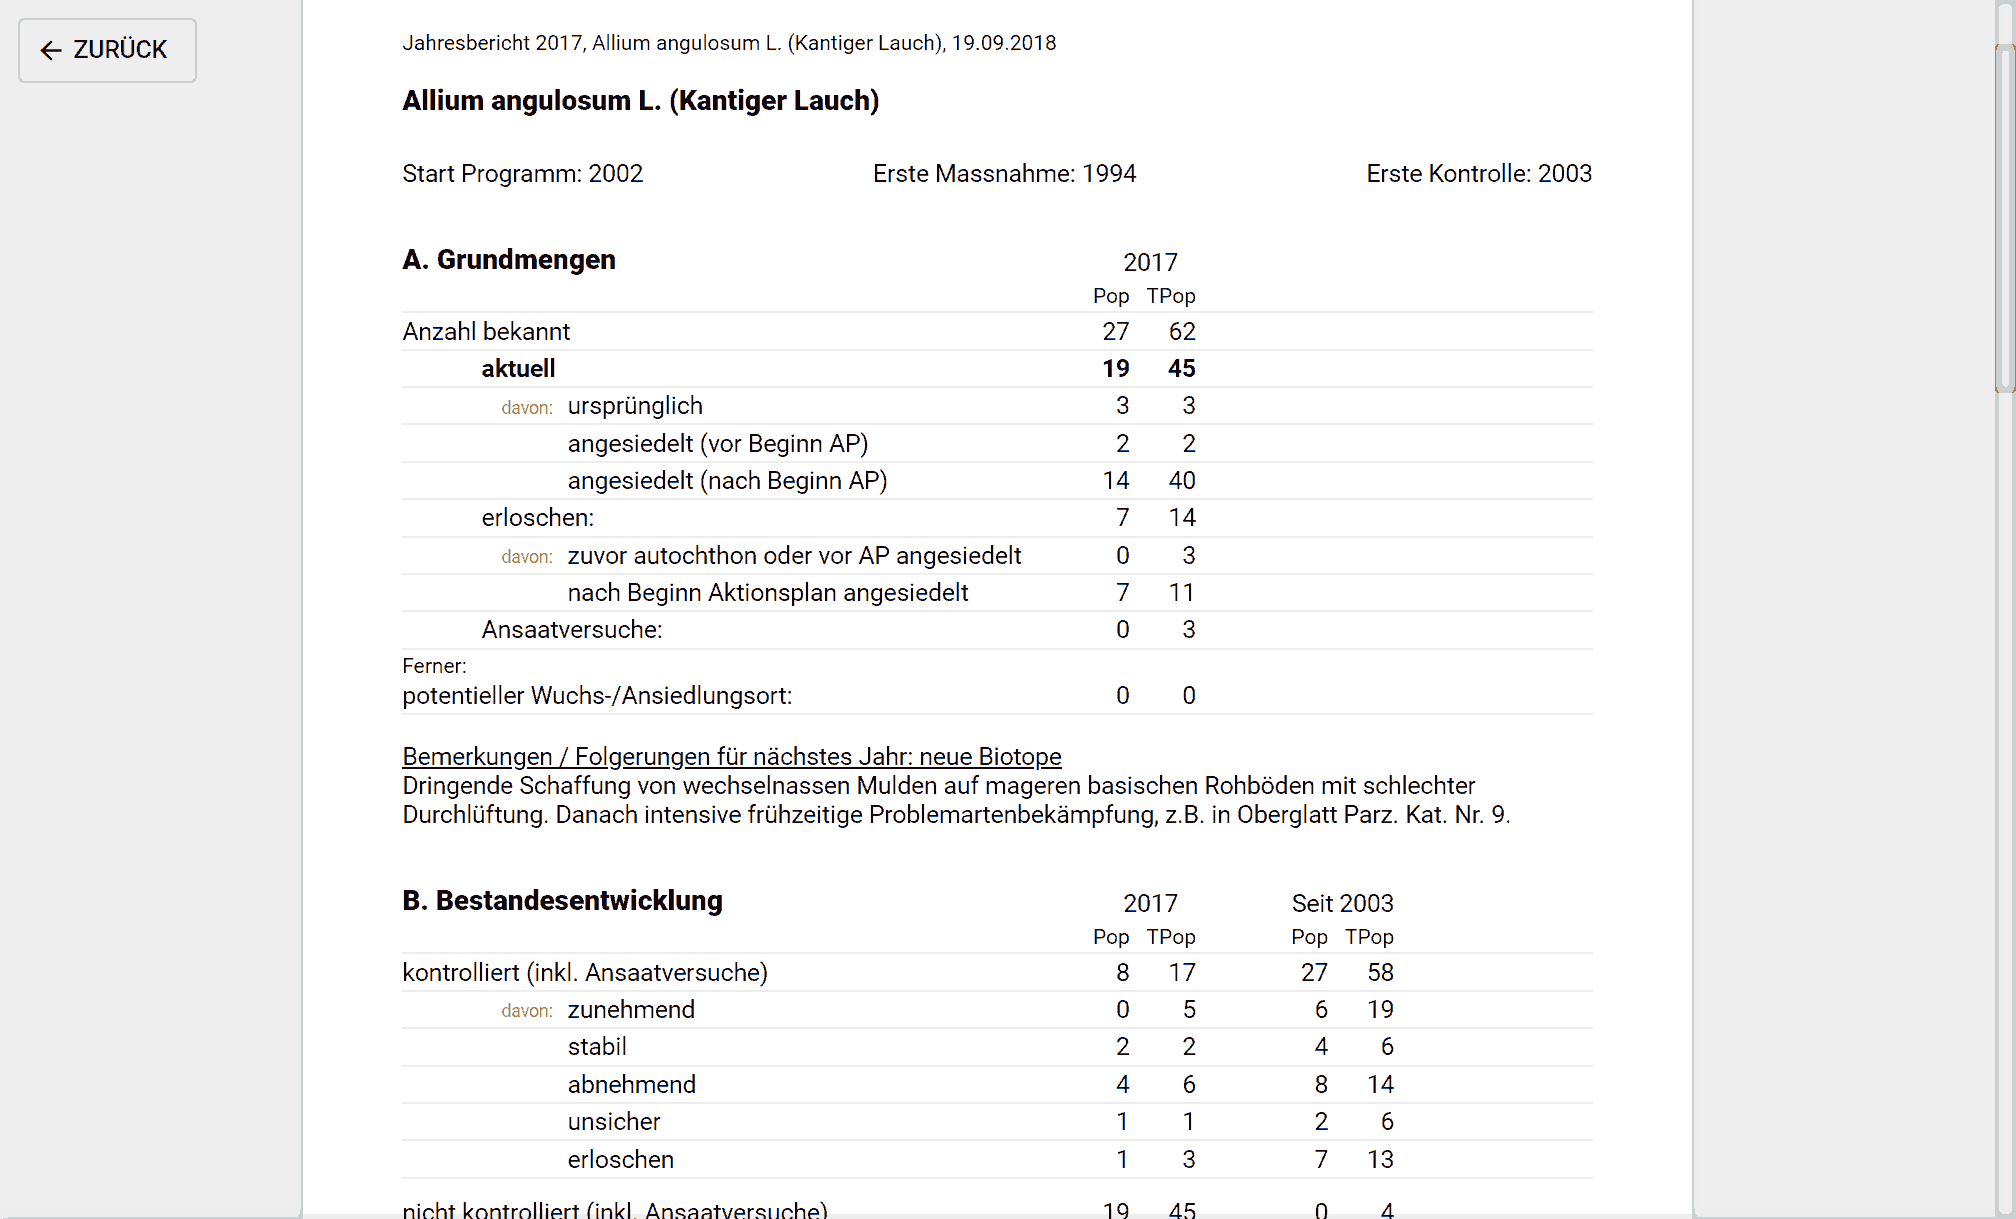 ← ZURÜCK
Jahresbericht 2017, Allium angulosum L. (Kantiger Lauch), 19.09.2018
Allium angulosum L. (Kantiger Lauch)
Start Programm: 2002 Erste Massnahme: 1994 Erste Kontrolle: 2003
A. Grundmengen 2017
Pop TPop
Anzahl bekannt 27 62
aktuell 19 45
davon: ursprünglich 3 3
angesiedelt (vor Beginn AP) 2 2
angesiedelt (nach Beginn AP) 14 40
erloschen: 7 14
davon: zuvor autochthon oder vor AP angesiedelt 0 3
nach Beginn Aktionsplan angesiedelt 7 11
Ansaatversuche: 0 3
Ferner:
potentieller Wuchs-/Ansiedlungsort: 0 0
Bemerkungen / Folgerungen für nächstes Jahr: neue Biotope
Dringende Schaffung von wechselnassen Mulden auf mageren basischen Rohböden mit schlechter
Durchlüftung. Danach intensive frühzeitige Problemartenbekämpfung, z.B. in Oberglatt Parz. Kat. Nr. 9.
B. Bestandesentwicklung 2017 Seit 2003
Pop TPop Pop TPop
kontrolliert (inkl. Ansaatversuche) 8 17 27 58
davon: zunehmend 0 5 6 19
stabil 2 2 4 6
abnehmend 4 6 8 14
unsicher 1 1 2 6
erloschen 1 3 7 13
nicht kontrolliert (inkl. Ansaatversuche) 19 45 0 4